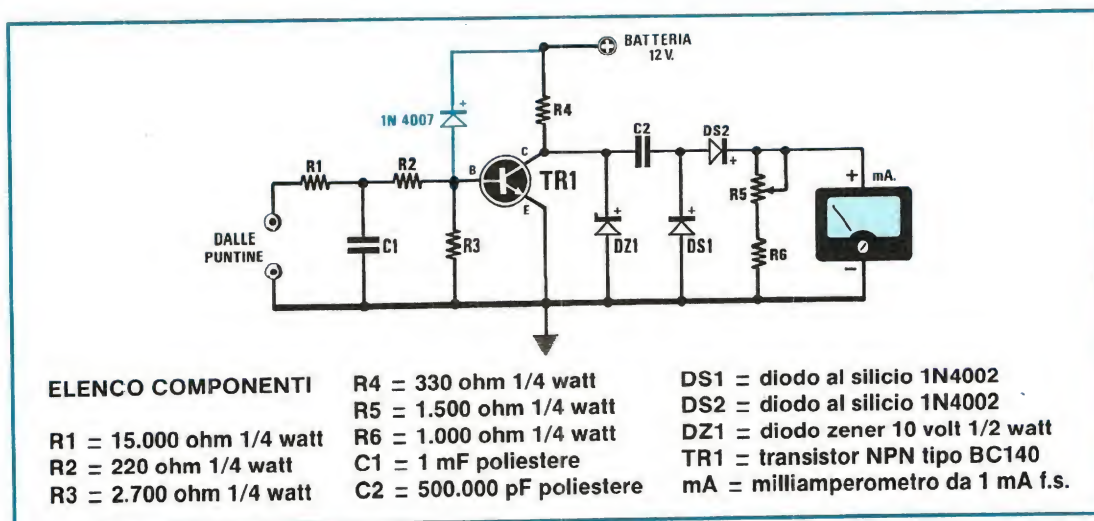 BATTERIA
12 V.
1N 4007
+
R4
C2
DS2
+
R1
R2
B
C
E
TR1
+
mA.
R5
DALLE
PUNTINE
C1
R3
+
DZ1
+
DS1
R6
−
ELENCO COMPONENTI
R1 = 15.000 ohm 1/4 watt
R2 = 220 ohm 1/4 watt
R3 = 2.700 ohm 1/4 watt
R4 = 330 ohm 1/4 watt
R5 = 1.500 ohm 1/4 watt
R6 = 1.000 ohm 1/4 watt
C1 = 1 mF poliestere
C2 = 500.000 pF poliestere
DS1 = diodo al silicio 1N4002
DS2 = diodo al silicio 1N4002
DZ1 = diodo zener 10 volt 1/2 watt
TR1 = transistor NPN tipo BC140
mA = milliamperometro da 1 mA f.s.